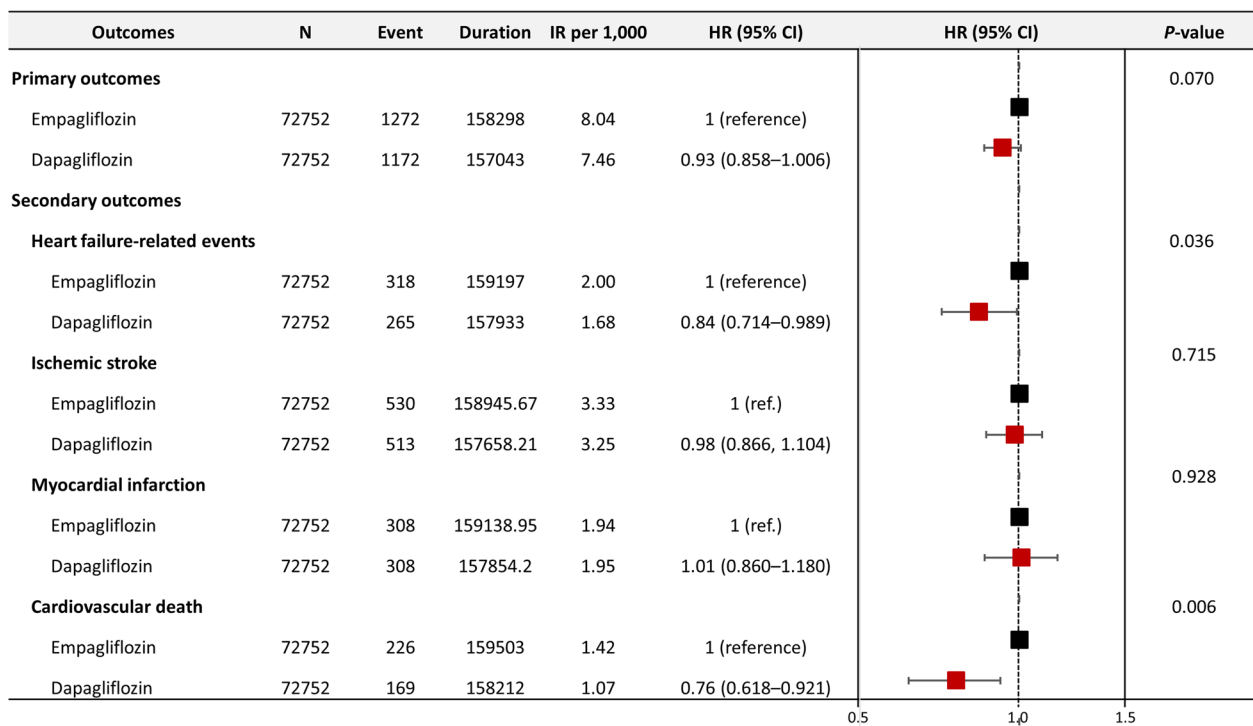 Outcomes N Event Duration IR per 1,000 HR (95% CI) HR (95% CI) P-value
Primary outcomes 0.070
Empagliflozin 72752 1272 158298 8.04 1 (reference)
Dapagliflozin 72752 1172 157043 7.46 0.93 (0.858–1.006)
Secondary outcomes
Heart failure-related events 0.036
Empagliflozin 72752 318 159197 2.00 1 (reference)
Dapagliflozin 72752 265 157933 1.68 0.84 (0.714–0.989)
Ischemic stroke 0.715
Empagliflozin 72752 530 158945.67 3.33 1 (ref.)
Dapagliflozin 72752 513 157658.21 3.25 0.98 (0.866, 1.104)
Myocardial infarction 0.928
Empagliflozin 72752 308 159138.95 1.94 1 (ref.)
Dapagliflozin 72752 308 157854.2 1.95 1.01 (0.860–1.180)
Cardiovascular death 0.006
Empagliflozin 72752 226 159503 1.42 1 (reference)
Dapagliflozin 72752 169 158212 1.07 0.76 (0.618–0.921)
0.5 1.0 1.5